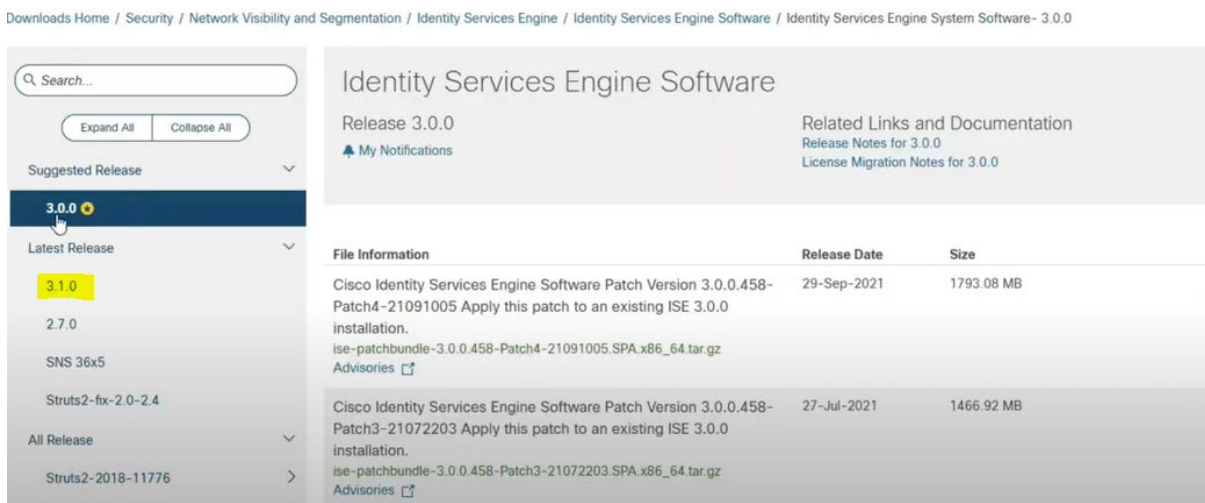 Downloads Home / Security / Network Visibility and Segmentation / Identity Services Engine / Identity Services Engine Software / Identity Services Engine System Software- 3.0.0
Search...
Expand All
Collapse All
Suggested Release
3.0.0
Latest Release
3.1.0
2.7.0
SNS 36x5
Struts2-fix-2.0-2.4
All Release
Struts2-2018-11776
Identity Services Engine Software
Release 3.0.0
My Notifications
Related Links and Documentation
Release Notes for 3.0.0
License Migration Notes for 3.0.0
File Information
Release Date
Size
Cisco Identity Services Engine Software Patch Version 3.0.0.458-
Patch4-21091005 Apply this patch to an existing ISE 3.0.0
installation.
ise-patchbundle-3.0.0.458-Patch4-21091005.SPA.x86_64.tar.gz
Advisories
29-Sep-2021
1793.08 MB
Cisco Identity Services Engine Software Patch Version 3.0.0.458-
Patch3-21072203 Apply this patch to an existing ISE 3.0.0
installation.
ise-patchbundle-3.0.0.458-Patch3-21072203.SPA.x86_64.tar.gz
Advisories
27-Jul-2021
1466.92 MB